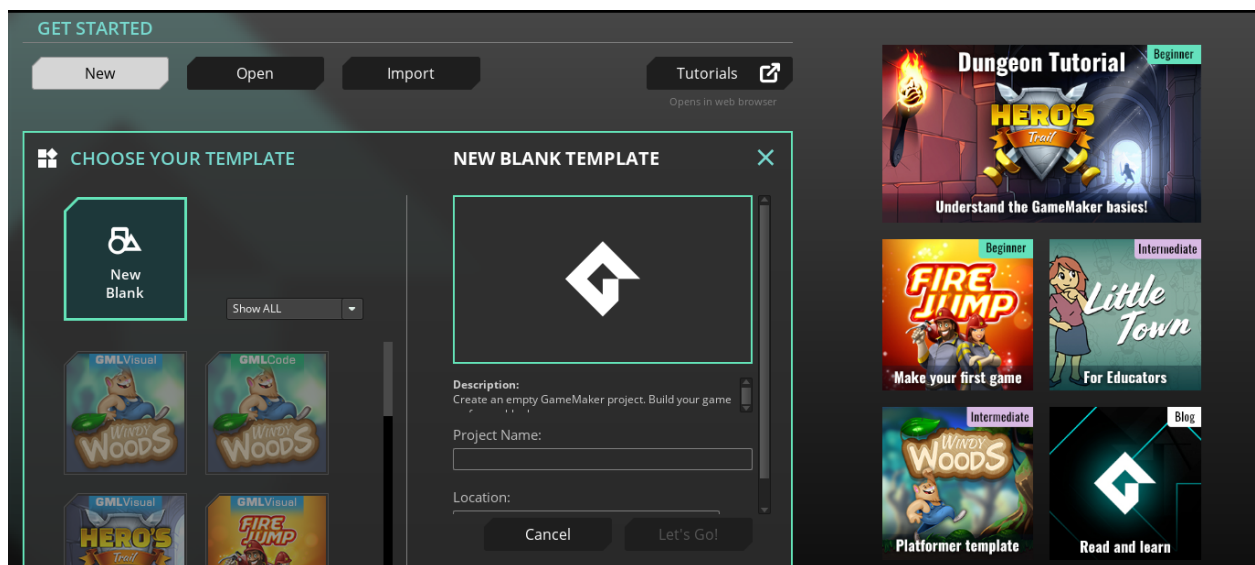 GET STARTED
New
Open
Import
Tutorials
Opens in web browser
CHOOSE YOUR TEMPLATE
New
Blank
Show ALL
GMLVisual
WINDY
WOODS
GMLCode
WINDY
WOODS
GMLVisual
HERO'S
Trail
GMLVisual
FIRE
JUMP
NEW BLANK TEMPLATE
Description:
Create an empty GameMaker project. Build your game
Project Name:
Location:
Cancel
Let's Go!
Dungeon Tutorial
Beginner
HERO'S
Trail
Understand the GameMaker basics!
Beginner
FIRE
JUMP
Make your first game
Intermediate
Little
Town
For Educators
Intermediate
WINDY
WOODS
Platformer template
Blog
Read and learn